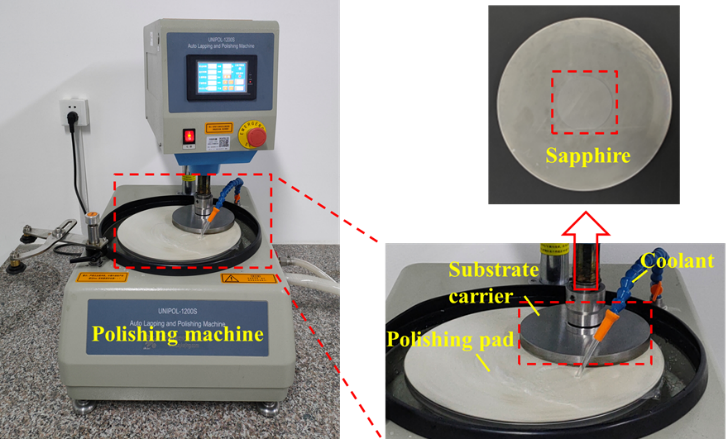 UNIPOL-1200S
Auto Lapping and Polishing Machine
UNIPOL-1200S
Auto Lapping and Polishing Machine
Polishing machine
Sapphire
Substrate
carrier
Coolant
Polishing pad